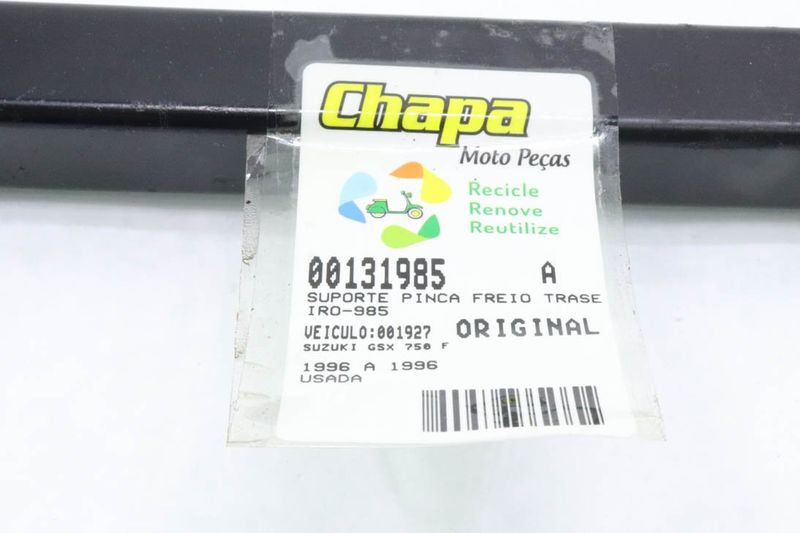 Chapa
Moto Peças
Recicle
Renove
Reutilize
00131985 A
SUPORTE PINCA FREIO TRASE
IRO-985
VEICULO:001927 ORIGINAL
SUZUKI GSX 750 F
1996 A 1996
USADA